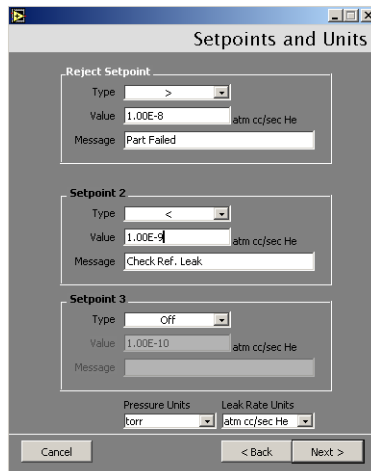 Setpoints and Units
Reject Setpoint
Type >
Value 1.00E-8 atm cc/sec He
Message Part Failed
Setpoint 2
Type <
Value 1.00E-9 atm cc/sec He
Message Check Ref. Leak
Setpoint 3
Type Off
Value 1.00E-10 atm cc/sec He
Message
Pressure Units Leak Rate Units
torr atm cc/sec He
Cancel < Back Next >